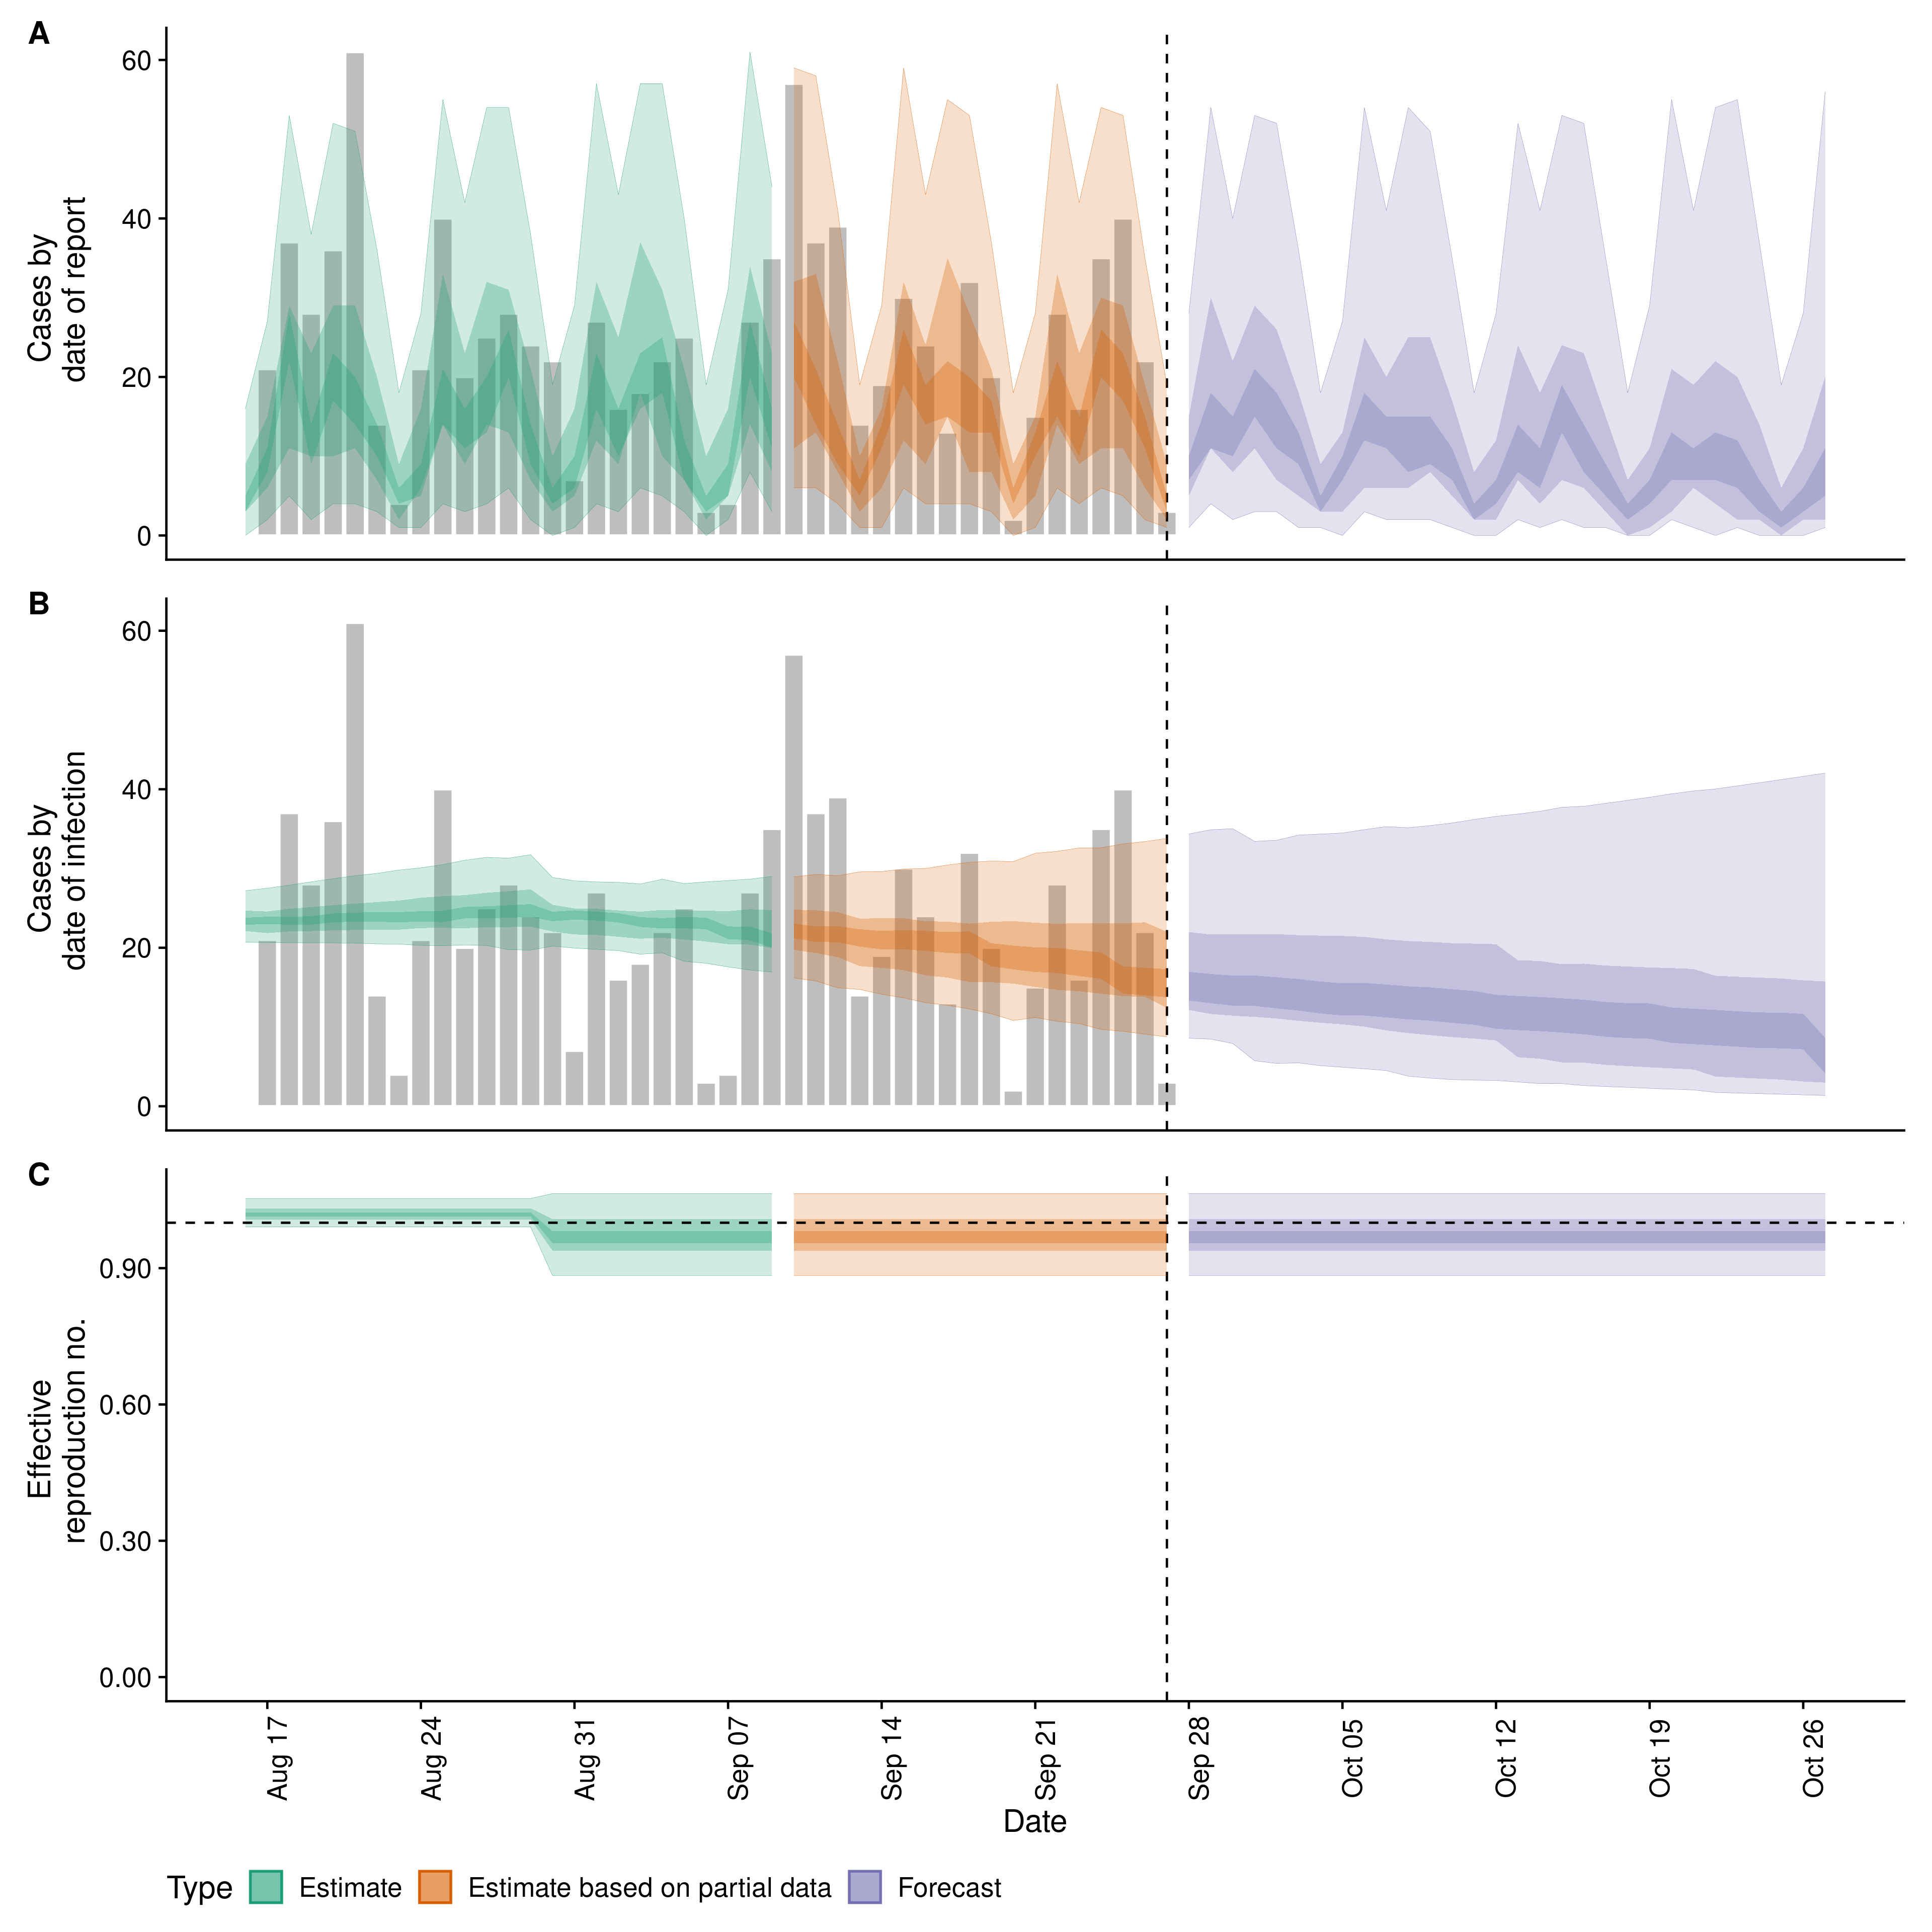 A
Cases by
date of report
60
40
20
0
B
Cases by
date of infection
60
40
20
0
C
Effective
reproduction no.
0.90
0.60
0.30
0.00
Aug 17
Aug 24
Aug 31
Sep 07
Sep 14
Sep 21
Sep 28
Oct 05
Oct 12
Oct 19
Oct 26
Date
Type Estimate Estimate based on partial data Forecast